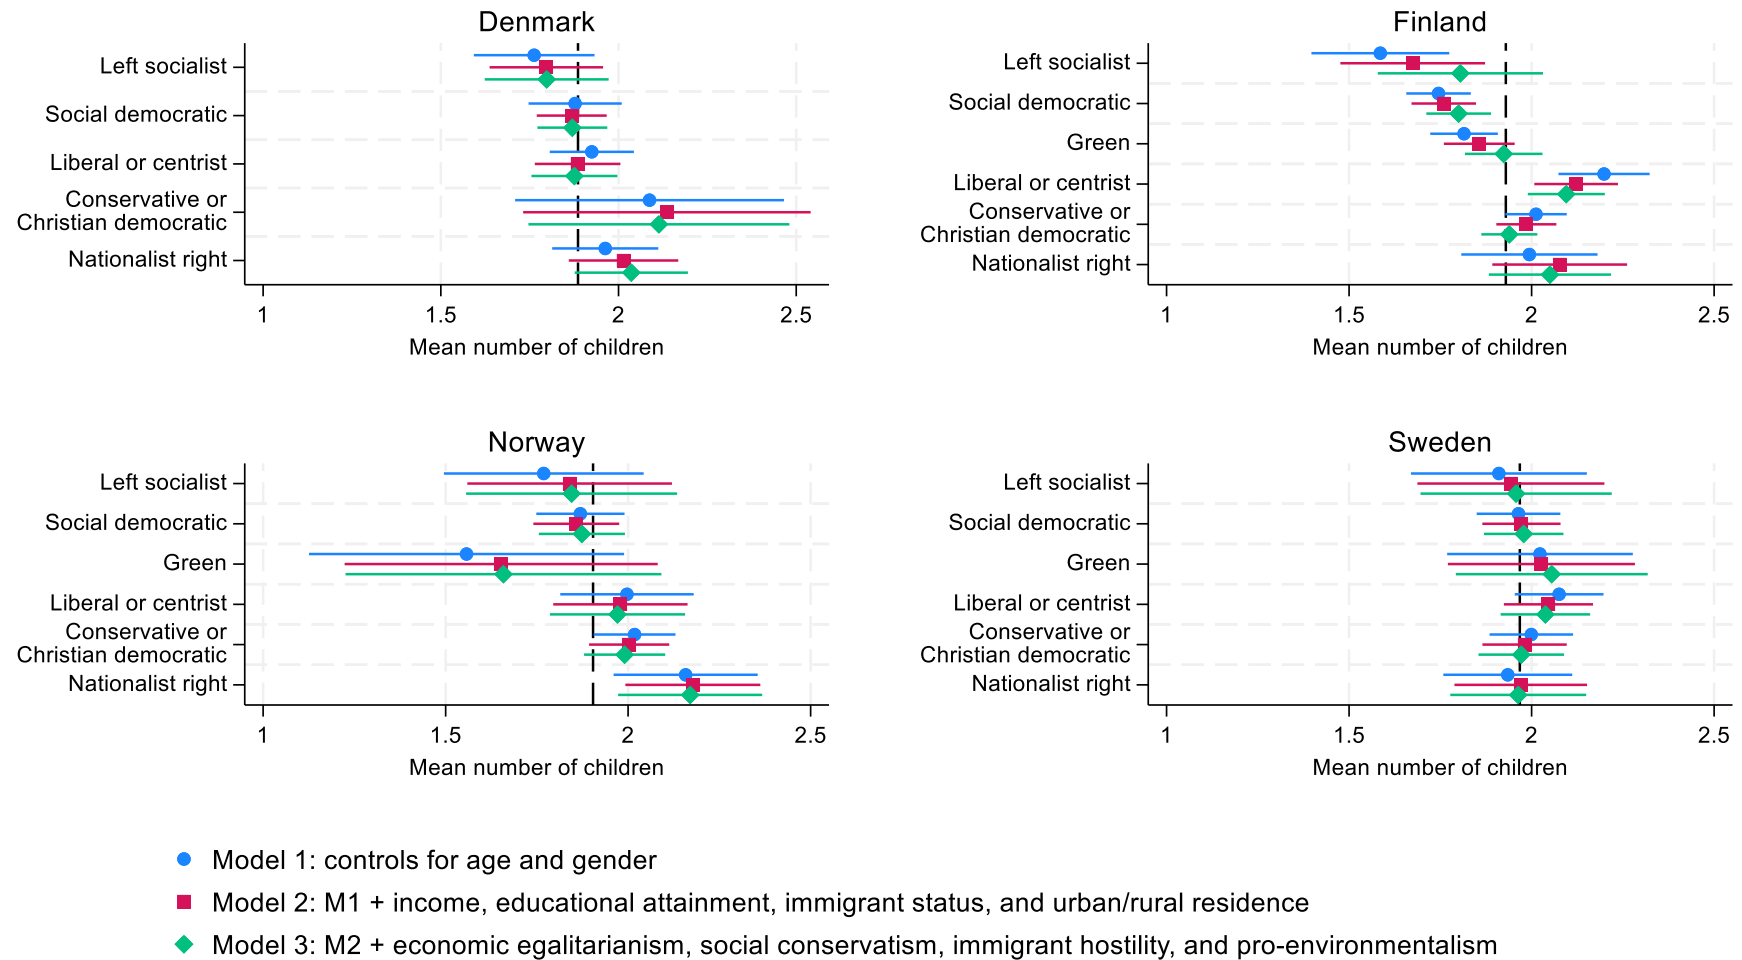 Denmark
Left socialist
Social democratic
Liberal or centrist
Conservative or
Christian democratic
Nationalist right
1 1.5 2 2.5
Mean number of children
Finland
Left socialist
Social democratic
Green
Liberal or centrist
Conservative or
Christian democratic
Nationalist right
1 1.5 2 2.5
Mean number of children
Norway
Left socialist
Social democratic
Green
Liberal or centrist
Conservative or
Christian democratic
Nationalist right
1 1.5 2 2.5
Mean number of children
Sweden
Left socialist
Social democratic
Green
Liberal or centrist
Conservative or
Christian democratic
Nationalist right
1 1.5 2 2.5
Mean number of children
Model 1: controls for age and gender
Model 2: M1 + income, educational attainment, immigrant status, and urban/rural residence
Model 3: M2 + economic egalitarianism, social conservatism, immigrant hostility, and pro-environmentalism